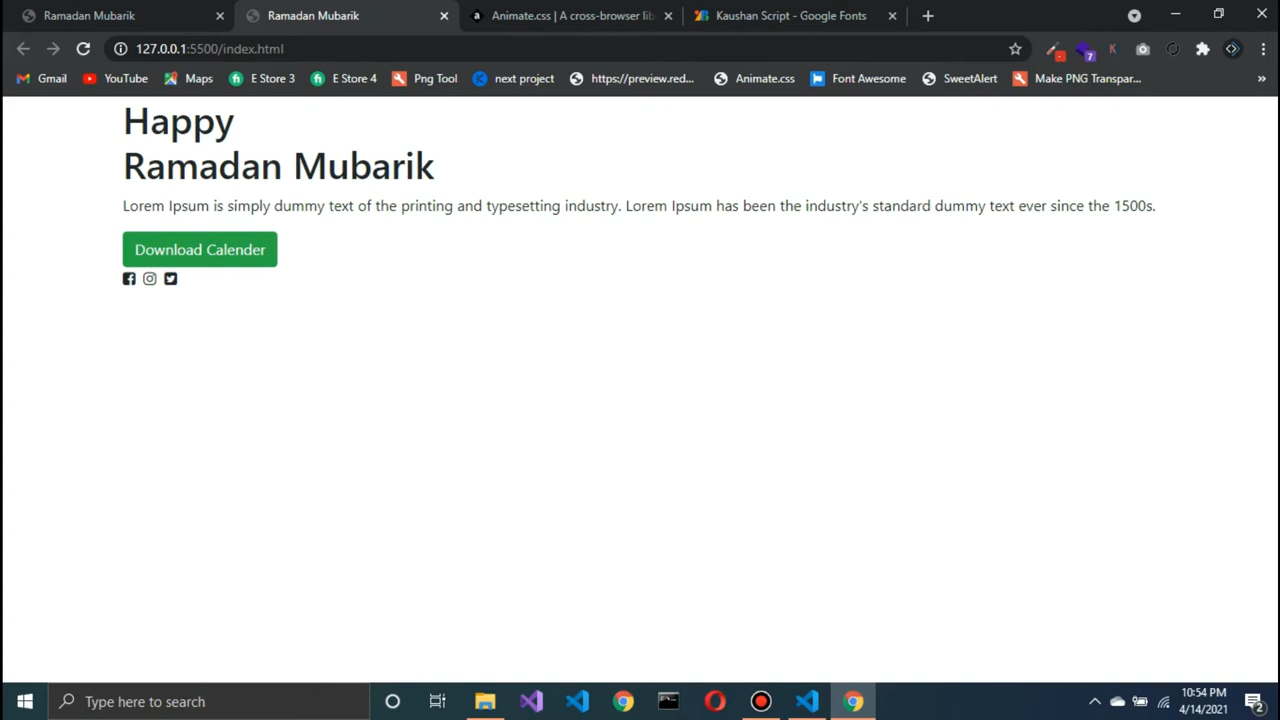 Ramadan Mubarik
Ramadan Mubarik
Animate.css | A cross-browser lib
Kaushan Script - Google Fonts
127.0.0.1:5500/index.html
7
K
Gmail
YouTube
Maps
E Store 3
E Store 4
Png Tool
next project
https://preview.red...
Animate.css
Font Awesome
SweetAlert
Make PNG Transpar...
»
Happy
Ramadan Mubarik
Lorem Ipsum is simply dummy text of the printing and typesetting industry. Lorem Ipsum has been the industry's standard dummy text ever since the 1500s.
Download Calender
Type here to search
10:54 PM
4/14/2021
2